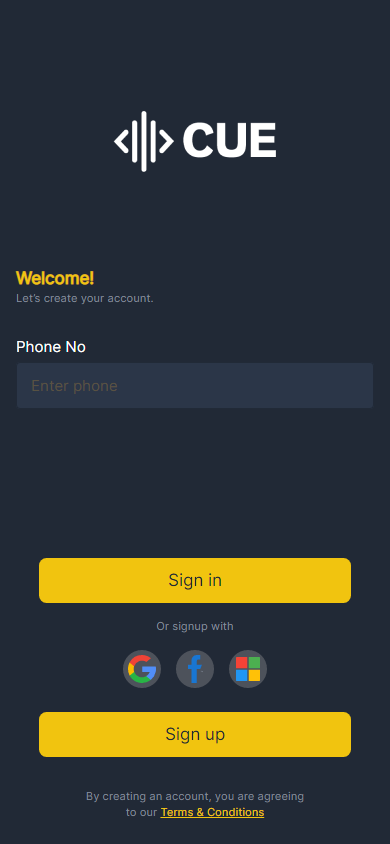 CUE
Welcome!
Let's create your account.
Phone No
Enter phone
Sign in
Or signup with
Sign up
By creating an account, you are agreeing
to our Terms & Conditions